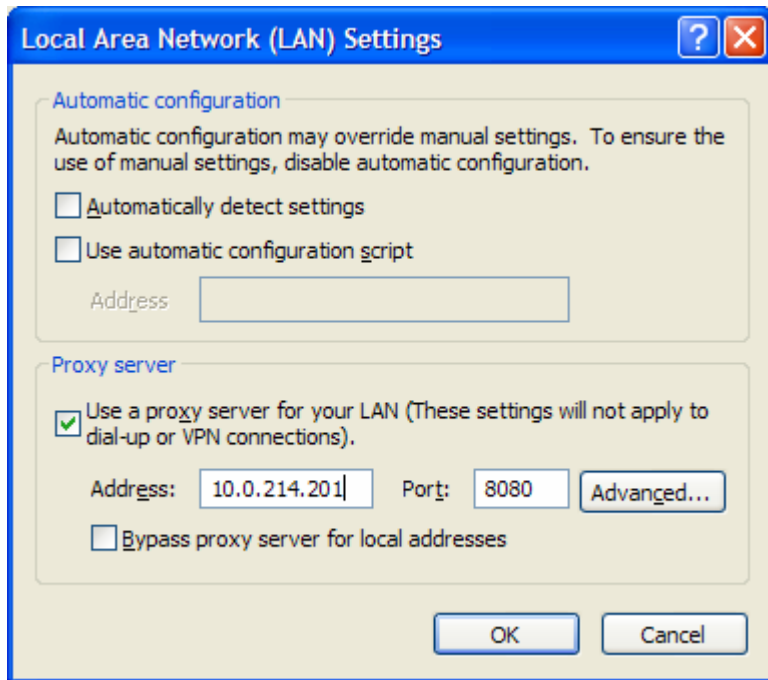 Local Area Network (LAN) Settings
?
Automatic configuration
Automatic configuration may override manual settings. To ensure the
use of manual settings, disable automatic configuration.
Automatically detect settings
Use automatic configuration script
Address
Proxy server
Use a proxy server for your LAN (These settings will not apply to
dial-up or VPN connections).
Address: 10.0.214.201 Port: 8080 Advanced...
Bypass proxy server for local addresses
OK Cancel